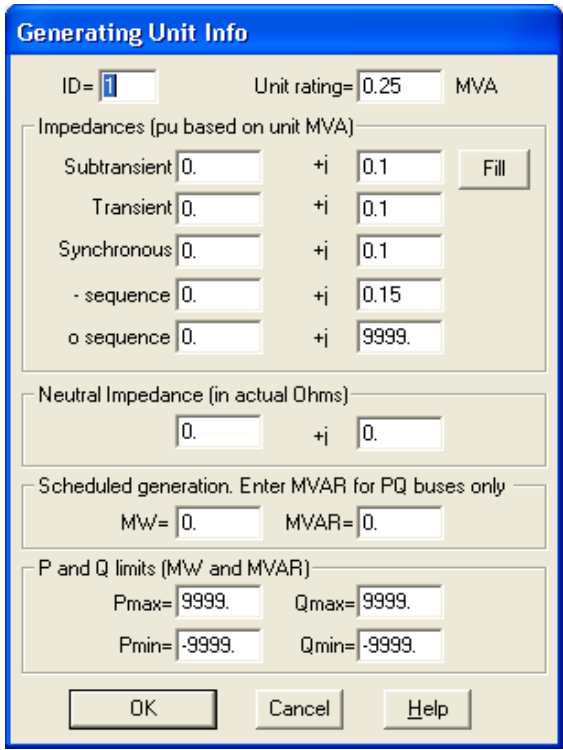 Generating Unit Info
ID= 1 Unit rating= 0.25 MVA
Impedances (pu based on unit MVA)
Subtransient 0. +j 0.1 Fill
Transient 0. +j 0.1
Synchronous 0. +j 0.1
- sequence 0. +j 0.15
o sequence 0. +j 9999.
Neutral Impedance (in actual Ohms)
0. +j 0.
Scheduled generation. Enter MVAR for PQ buses only
MW= 0. MVAR= 0.
P and Q limits (MW and MVAR)
Pmax= 9999. Qmax= 9999.
Pmin= -9999. Qmin= -9999.
OK Cancel Help